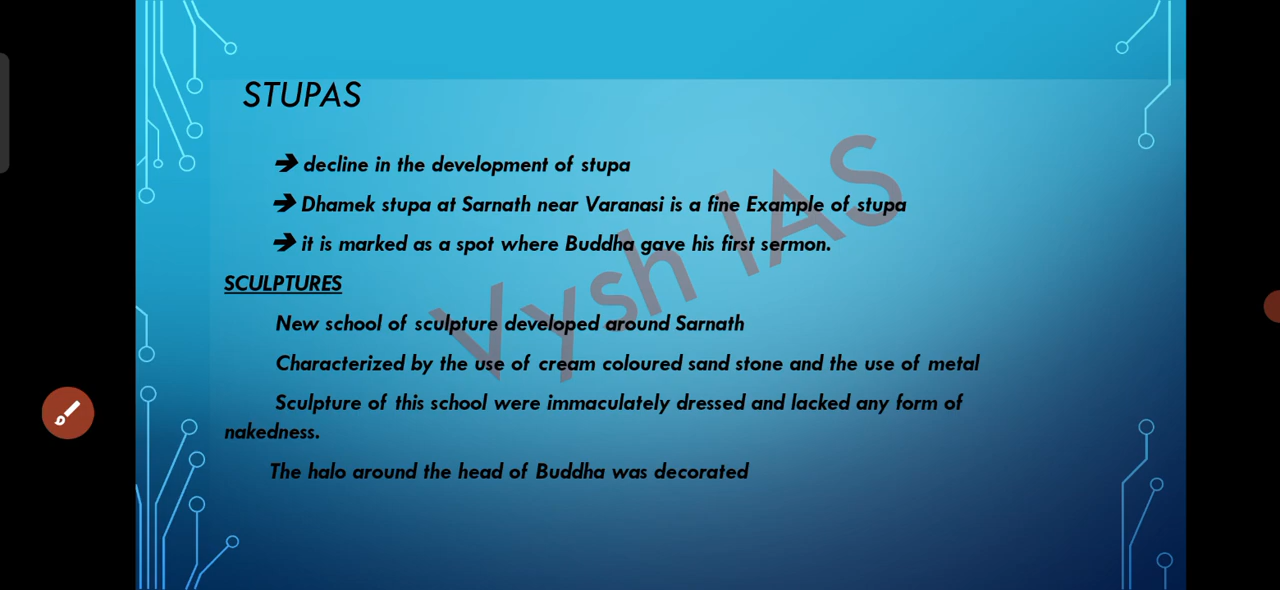 STUPAS
➔ decline in the development of stupa
➔ Dhamek stupa at Sarnath near Varanasi is a fine Example of stupa
➔ it is marked as a spot where Buddha gave his first sermon.
SCULPTURES
New school of sculpture developed around Sarnath
Characterized by the use of cream coloured sand stone and the use of metal
Sculpture of this school were immaculately dressed and lacked any form of
nakedness.
The halo around the head of Buddha was decorated
Vysh IAS